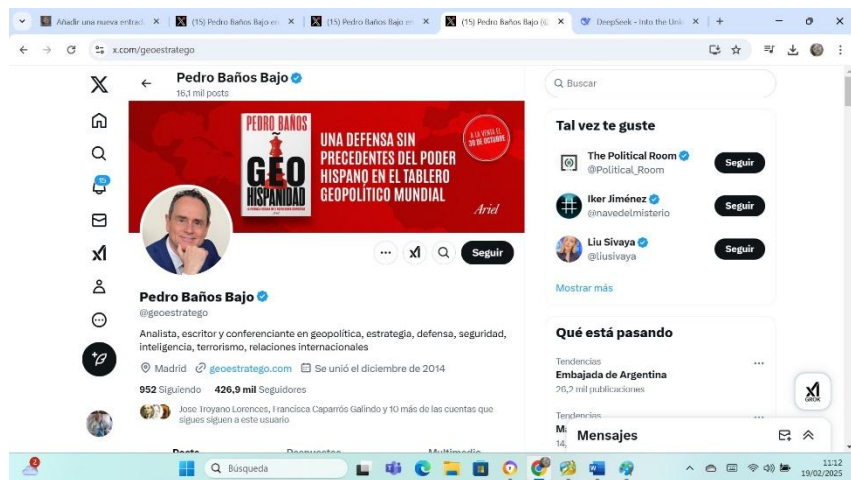 Añadir una nueva entrad
(15) Pedro Baños Bajo en
(15) Pedro Baños Bajo en
(15) Pedro Baños Bajo (@
DeepSeek - Into the Unkn
x.com/geoestratego
Pedro Baños Bajo
16,1 mil posts
PEDRO BAÑOS
GEO
HISPANIDAD
UNA DEFENSA SIN
PRECEDENTES DEL PODER
HISPANO EN EL TABLERO
GEOPOLÍTICO MUNDIAL
A LA VENTA EL
30 DE OCTUBRE
Ariel
15
Seguir
Pedro Baños Bajo
@geoestratego
Analista, escritor y conferenciante en geopolítica, estrategia, defensa, seguridad,
inteligencia, terrorismo, relaciones internacionales
Madrid geoestratego.com Se unió el diciembre de 2014
952 Siguiendo 426,9 mil Seguidores
Jose Troyano Lorences, Francisca Caparrós Galindo y 10 más de las cuentas que
sigues siguen a este usuario
Posts Respuestas Multimedia
Buscar
Tal vez te guste
The Political Room
@Political_Room
Seguir
Iker Jiménez
@navedelmisterio
Seguir
Liu Sivaya
@liusivaya
Seguir
Mostrar más
Qué está pasando
Tendencias
Embajada de Argentina
26,2 mil publicaciones
Tendencias
14,
GROK
Mensajes
2
Búsqueda
11:12
19/02/2025